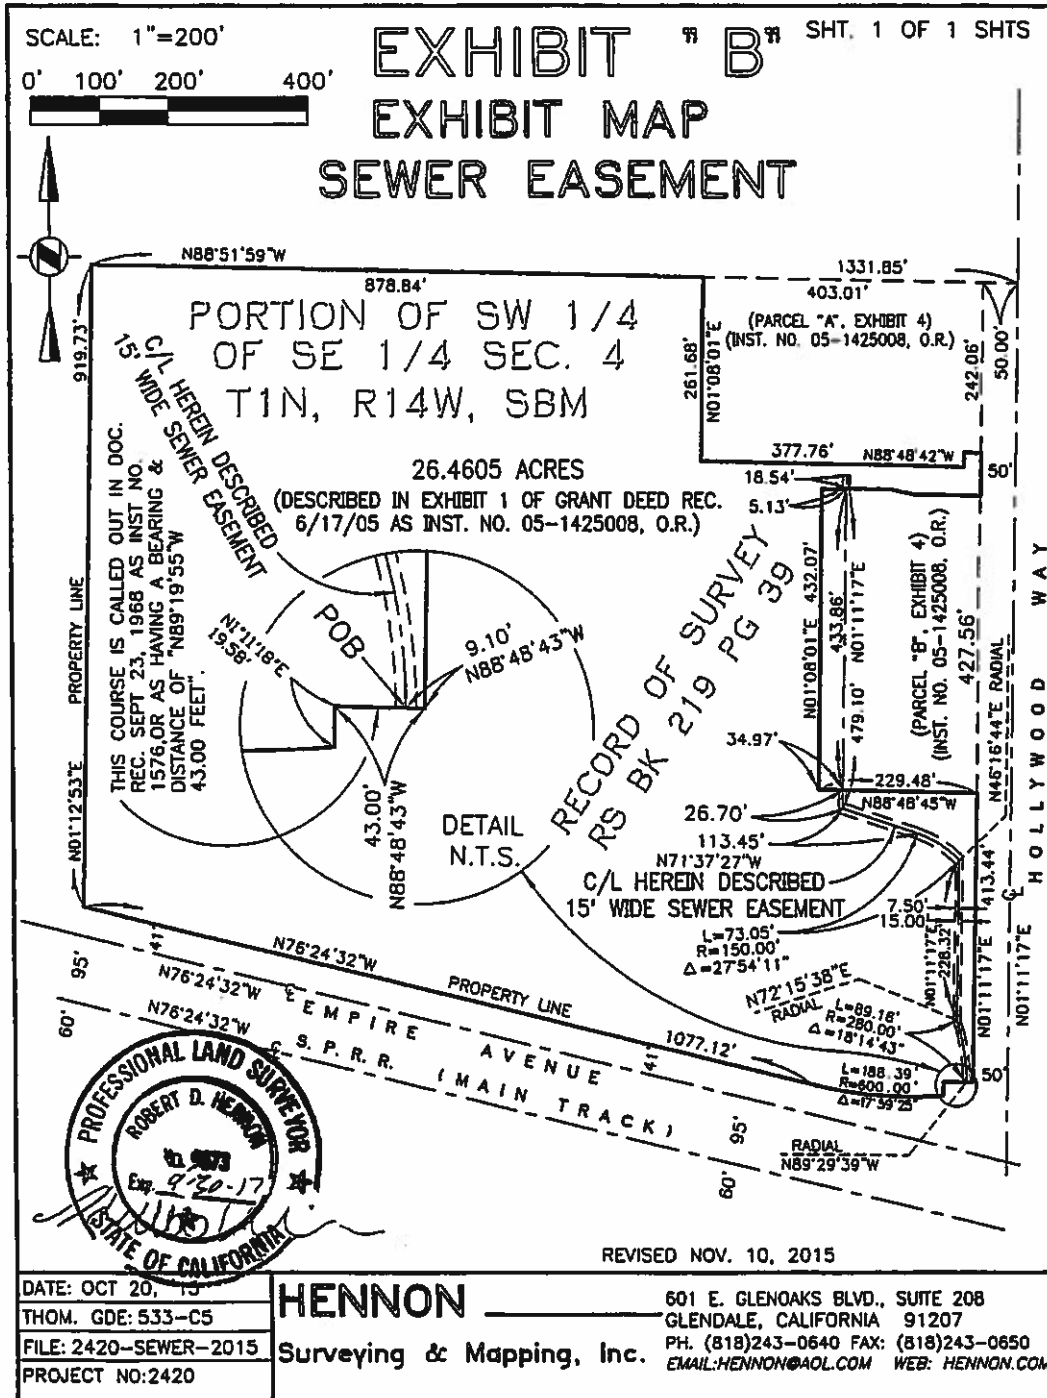 SCALE: 1"=200'
0' 100' 200' 400'
EXHIBIT "B"
SHT. 1 OF 1 SHTS
EXHIBIT MAP
SEWER EASEMENT
N88°51'59"W
878.84'
1331.85'
403.01'
(PARCEL "A", EXHIBIT 4)
(INST. NO. 05-1425008, O.R.)
919.73'
PROPERTY LINE
N01°12'53"E
PORTION OF SW 1/4
OF SE 1/4 SEC. 4
T1N, R14W, SBM
26.4605 ACRES
(DESCRIBED IN EXHIBIT 1 OF GRANT DEED REC.
6/17/05 AS INST. NO. 05-1425008, O.R.)
C/L HEREIN DESCRIBED
15' WIDE SEWER EASEMENT
THIS COURSE IS CALLED OUT IN DOC.
REC. SEPT 23, 1968 AS INST NO.
1576,OR AS HAVING A BEARING &
DISTANCE OF "N89°19'55"W
43.00 FEET".
261.68'
N01°08'01"E
242.06'
50.00'
377.76'
N88°48'42"W
50'
18.54'
5.13'
N01°08'01"E 432.07'
433.86'
N01°11'17"E
479.10'
(PARCEL "B", EXHIBIT 4)
(INST. NO. 05-1425008, O.R.)
427.56'
N46°16'44"E RADIAL
HOLLYWOOD WAY
RECORD OF SURVEY
RS BK 219 PG 39
POB
N1°11'18"E
19.58'
9.10'
N88°48'43"W
43.00'
N88°48'43"W
DETAIL
N.T.S.
34.97'
229.48'
N88°48'45"W
26.70'
113.45'
N71°37'27"W
C/L HEREIN DESCRIBED
15' WIDE SEWER EASEMENT
L=73.05'
R=150.00'
Δ=27°54'11"
7.50'
15.00'
413.44'
N01°11'17"E
228.32'
N01°11'17"E
N01°11'17"E
N72°15'38"E
RADIAL
L=89.16'
R=280.00'
Δ=18°14'43"
L=188.39'
R=600.00'
Δ=17°59'25"
50'
RADIAL
N89°29'39"W
N76°24'32"W
PROPERTY LINE
1077.12'
41'
41'
95'
60'
N76°24'32"W
EMPIRE AVENUE
N76°24'32"W
S.P.R.R. (MAIN TRACK)
95'
60'
PROFESSIONAL LAND SURVEYOR
ROBERT D. HENNON
Exp. 6-30-17
STATE OF CALIFORNIA
REVISED NOV. 10, 2015
DATE: OCT 20, 15
THOM. GDE: 533-C5
FILE: 2420-SEWER-2015
PROJECT NO:2420
HENNON
Surveying & Mapping, Inc.
601 E. GLENOAKS BLVD., SUITE 208
GLENDALE, CALIFORNIA 91207
PH. (818)243-0640 FAX: (818)243-0650
EMAIL:HENNON@AOL.COM WEB: HENNON.COM